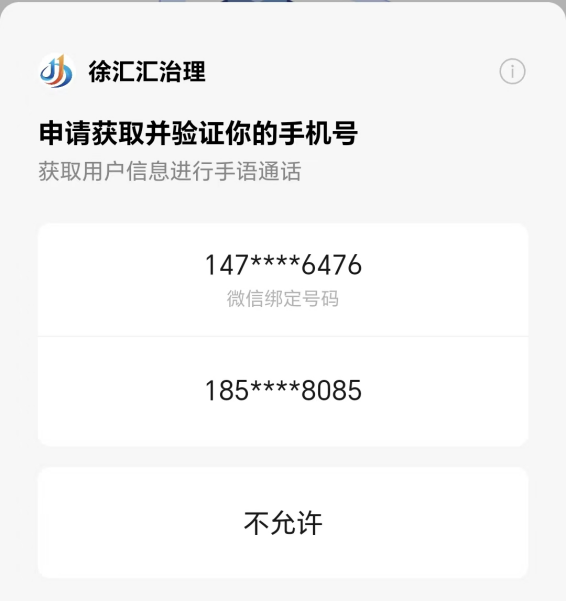 徐汇汇治理
申请获取并验证你的手机号
获取用户信息进行手语通话
147****6476
微信绑定号码
185****8085
不允许